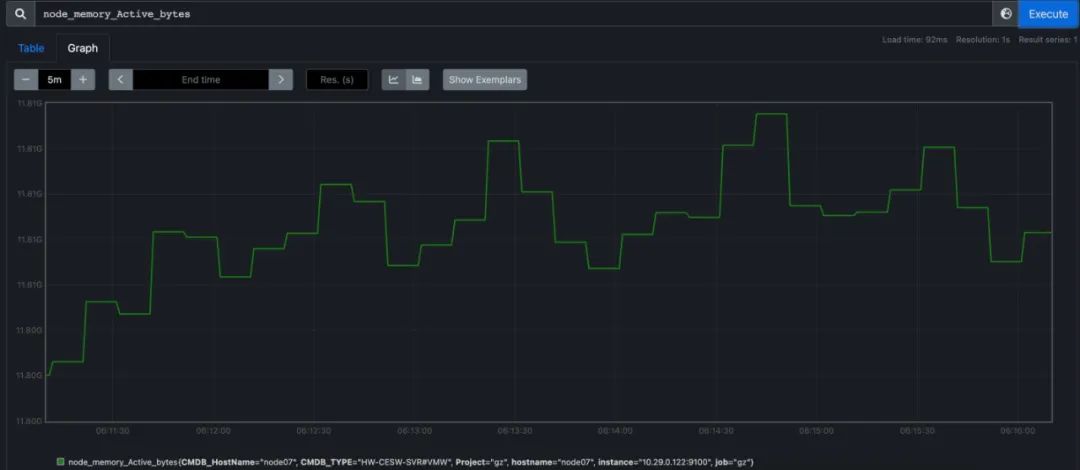 node_memory_Active_bytes
Execute
Load time: 92ms Resolution: 1s Result series: 1
Table
Graph
− 5m +
< End time >
Res. (s)
Show Exemplars
11.81G
11.81G
11.81G
11.81G
11.81G
11.80G
11.80G
11.80G
06:11:30 06:12:00 06:12:30 06:13:00 06:13:30 06:14:00 06:14:30 06:15:00 06:15:30 06:16:00
node_memory_Active_bytes{CMDB_HostName="node07", CMDB_TYPE="HW-CESW-SVR#VMW", Project="gz", hostname="node07", instance="10.29.0.122:9100", job="gz"}